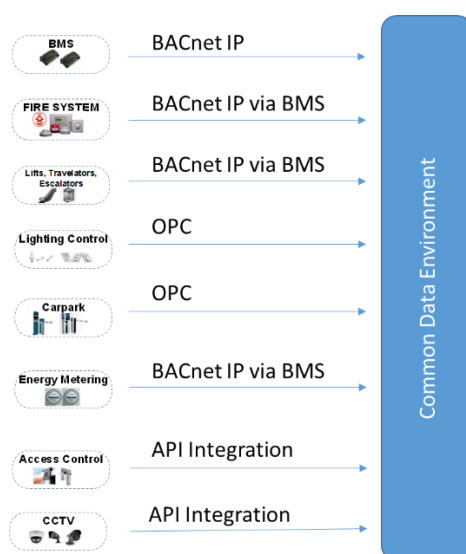 BMS
BACnet IP
FIRE SYSTEM
BACnet IP via BMS
Lifts, Travelators,
Escalators
BACnet IP via BMS
Lighting Control
OPC
Carpark
OPC
Energy Metering
BACnet IP via BMS
Access Control
API Integration
CCTV
API Integration
Common Data Environment